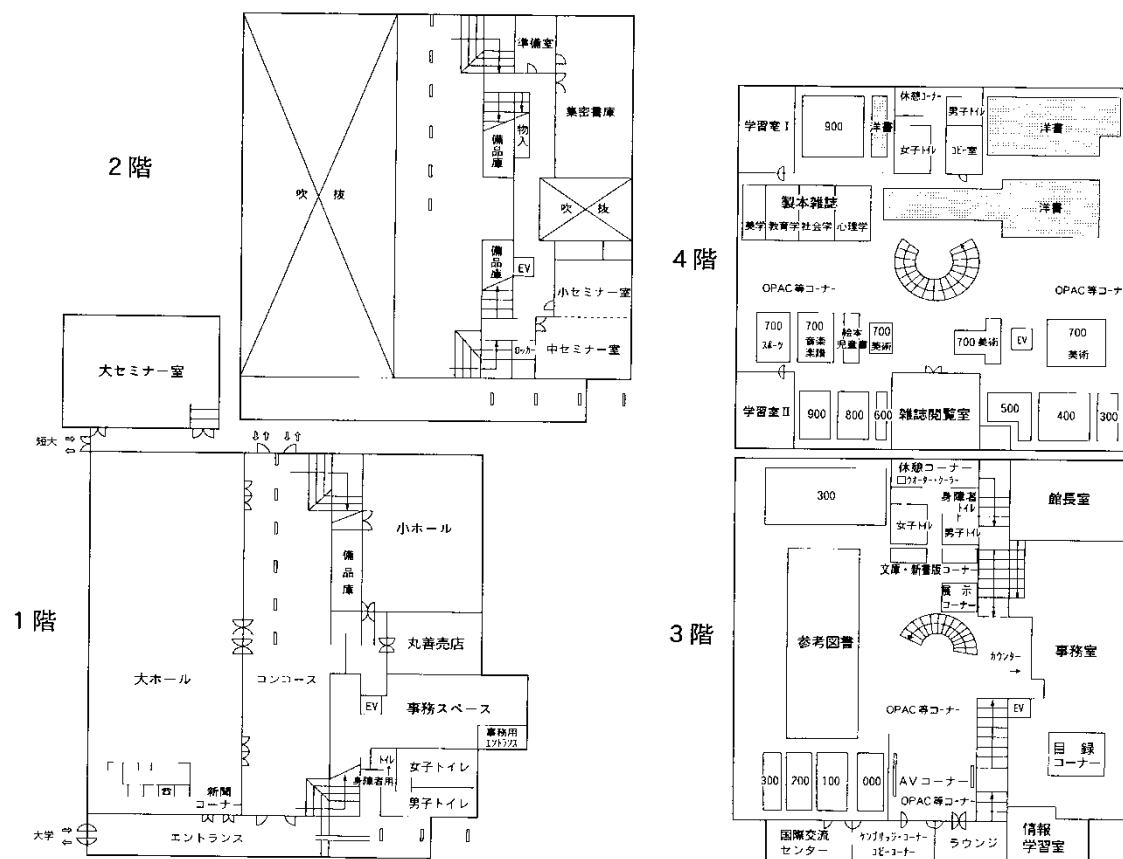 2階
準備室
集密書庫
物入
備品庫
吹 抜
吹 抜
備品庫
EV
小セミナー室
ロッカー
中セミナー室
大セミナー室
短大
小ホール
備品庫
1階
丸善売店
大ホール
コンコース
EV
事務スペース
事務用
エントランス
トイレ
女子トイレ
身障者用
男子トイレ
新聞
コーナー
大学
エントランス
4階
休憩コーナー
学習室Ⅰ
900
洋書
男子トイレ
洋書
女子トイレ
コピー室
製本雑誌
美学
教育学
社会学
心理学
洋書
OPAC等コーナー
OPAC等コーナー
700
スポーツ
700
音楽
楽譜
絵本
児童書
700
美術
700 美術
EV
700
美術
学習室Ⅱ
900
800
600
雑誌閲覧室
500
400
300
3階
休憩コーナー
ウオーター・クーラー
300
身障者
トイレ
館長室
女子トイレ
男子トイレ
文庫・新書版コーナー
展示
コーナー
参考図書
カウンター
→
事務室
OPAC等コーナー
EV
目録
コーナー
300
200
100
000
AVコーナー
OPAC等コーナー
国際交流
センター
ケンブリッジ・コーナー
コピーコーナー
ラウンジ
情報
学習室